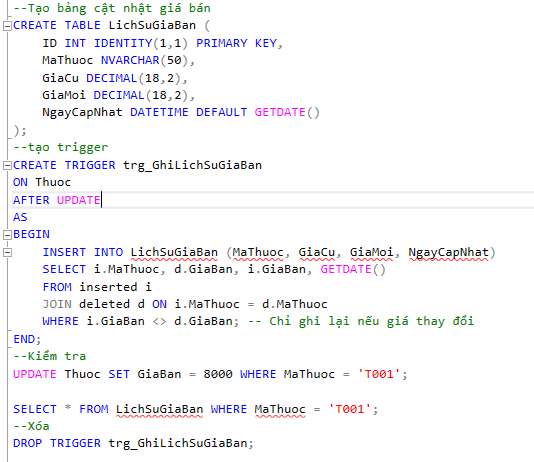 --Tạo bảng cật nhật giá bán
CREATE TABLE LichSuGiaBan (
ID INT IDENTITY(1,1) PRIMARY KEY,
MaThuoc NVARCHAR(50),
GiaCu DECIMAL(18,2),
GiaMoi DECIMAL(18,2),
NgayCapNhat DATETIME DEFAULT GETDATE()
);
--tạo trigger
CREATE TRIGGER trg_GhiLichSuGiaBan
ON Thuoc
AFTER UPDATE
AS
BEGIN
INSERT INTO LichSuGiaBan (MaThuoc, GiaCu, GiaMoi, NgayCapNhat)
SELECT i.MaThuoc, d.GiaBan, i.GiaBan, GETDATE()
FROM inserted i
JOIN deleted d ON i.MaThuoc = d.MaThuoc
WHERE i.GiaBan <> d.GiaBan; -- Chỉ ghi lại nếu giá thay đổi
END;
--Kiểm tra
UPDATE Thuoc SET GiaBan = 8000 WHERE MaThuoc = 'T001';
SELECT * FROM LichSuGiaBan WHERE MaThuoc = 'T001';
--Xóa
DROP TRIGGER trg_GhiLichSuGiaBan;